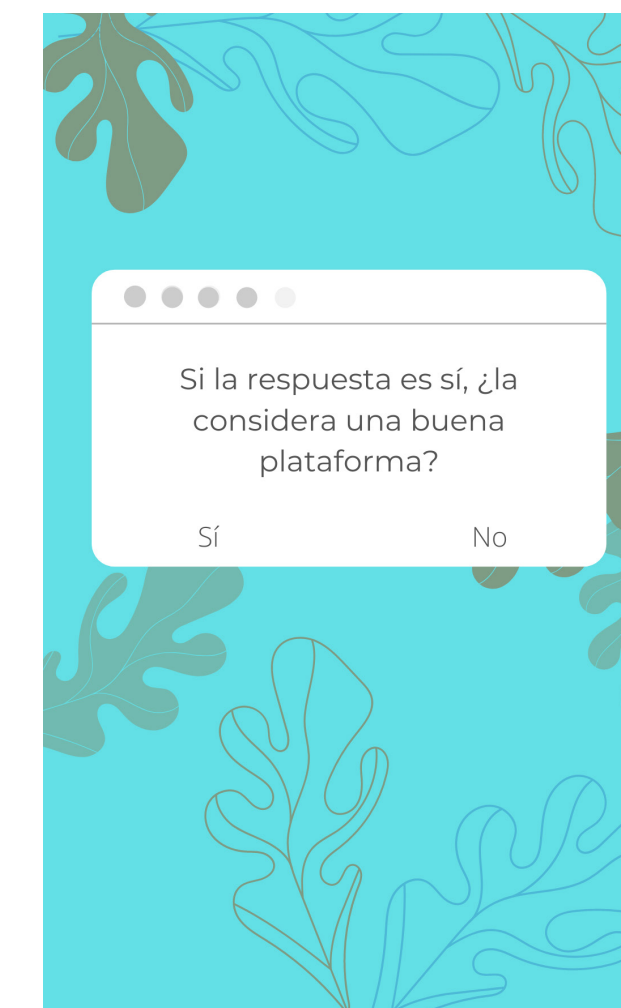 Si la respuesta es sí, ¿la
considera una buena
plataforma?
Sí No